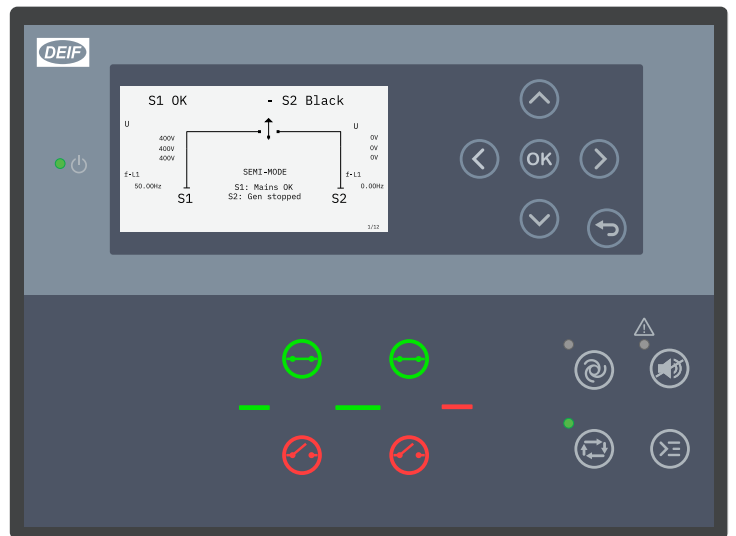 DEIF
S1 OK - S2 Black
U U
400V 0V
400V 0V
400V 0V
SEMI-MODE
f-L1 f-L1
50.00Hz S1: Mains OK 0.00Hz
S1 S2: Gen stopped S2
1/12
OK